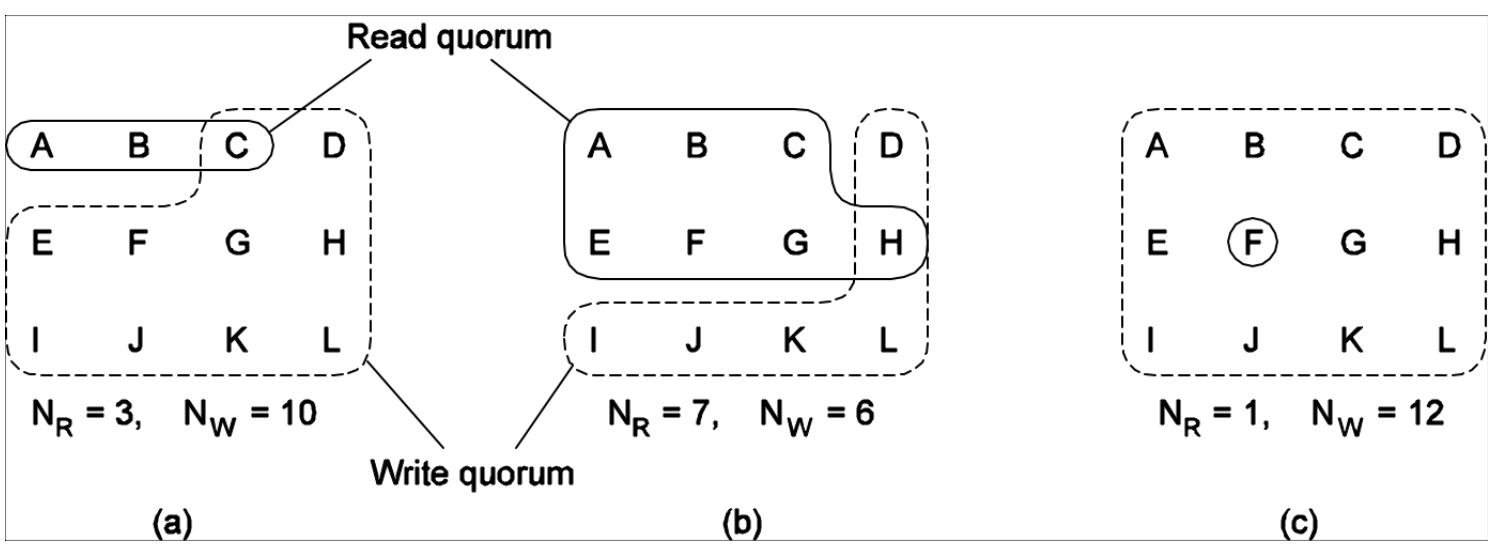 Read quorum
A B C D
E F G H
I J K L
N_R = 3, N_W = 10
(a)
A B C D
E F G H
I J K L
N_R = 7, N_W = 6
Write quorum
(b)
A B C D
E F G H
I J K L
N_R = 1, N_W = 12
(c)